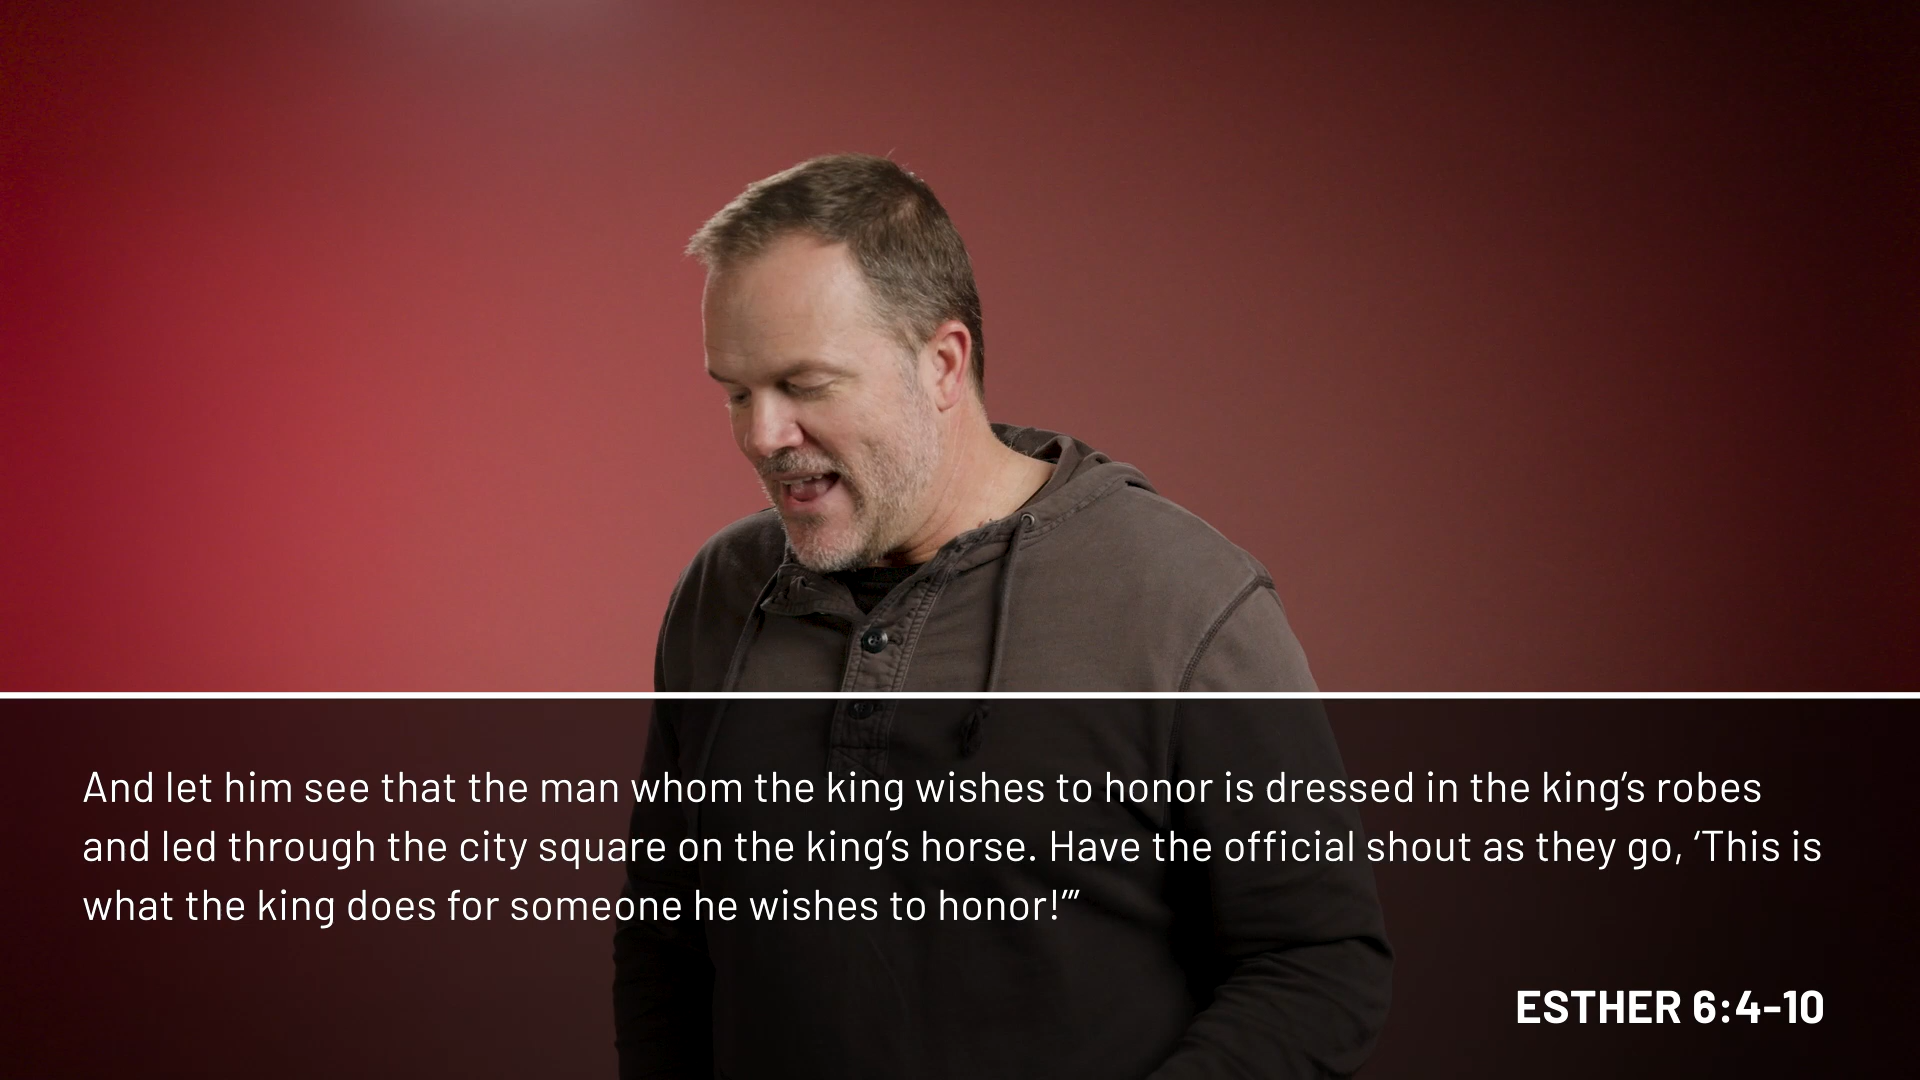 And let him see that the man whom the king wishes to honor is dressed in the king’s robes
and led through the city square on the king’s horse. Have the official shout as they go, ‘This is
what the king does for someone he wishes to honor!’”
ESTHER 6:4-10